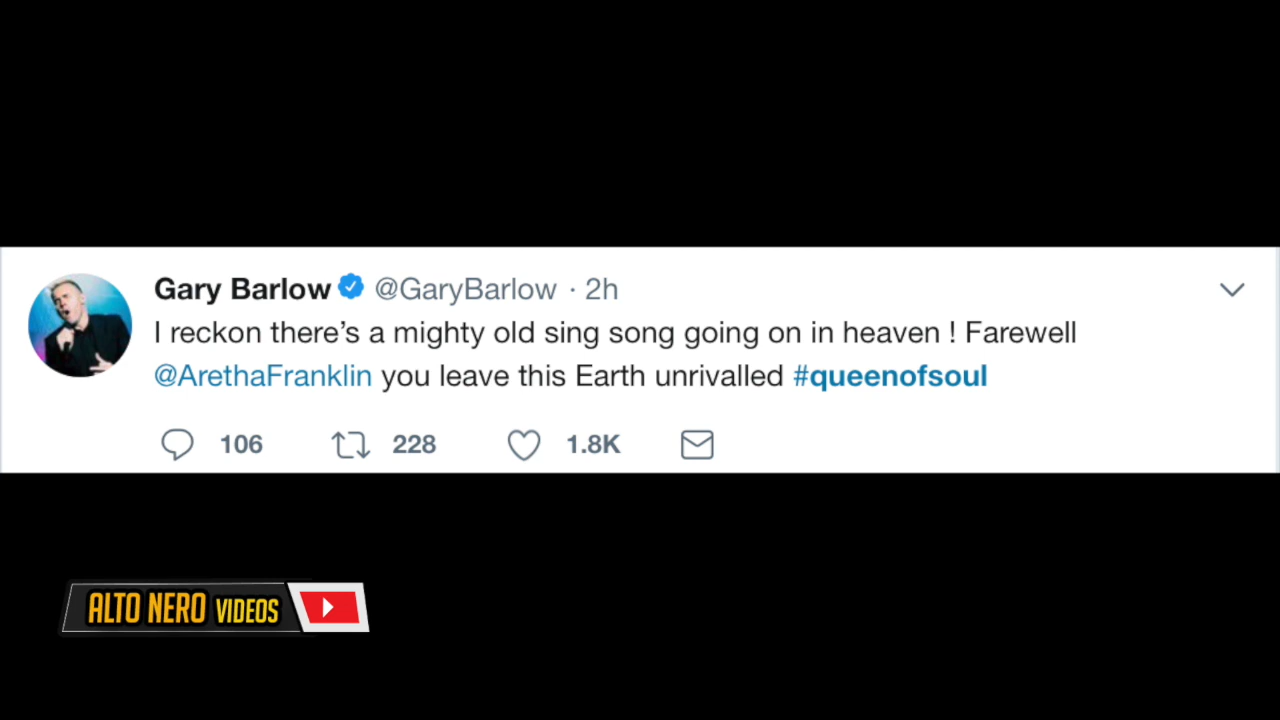 Gary Barlow @GaryBarlow · 2h
I reckon there’s a mighty old sing song going on in heaven ! Farewell
@ArethaFranklin you leave this Earth unrivalled #queenofsoul
106 228 1.8K
ALTO NERO VIDEOS